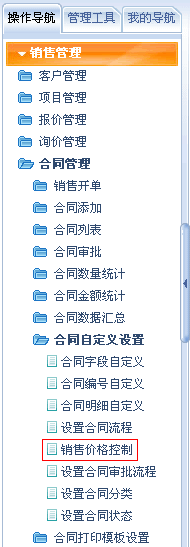 操作导航 管理工具 我的导航
销售管理
客户管理
项目管理
报价管理
询价管理
合同管理
销售开单
合同添加
合同列表
合同审批
合同数量统计
合同金额统计
合同数据汇总
合同自定义设置
合同字段自定义
合同编号自定义
合同明细自定义
设置合同流程
销售价格控制
设置合同审批流程
设置合同分类
设置合同状态
合同打印模板设置